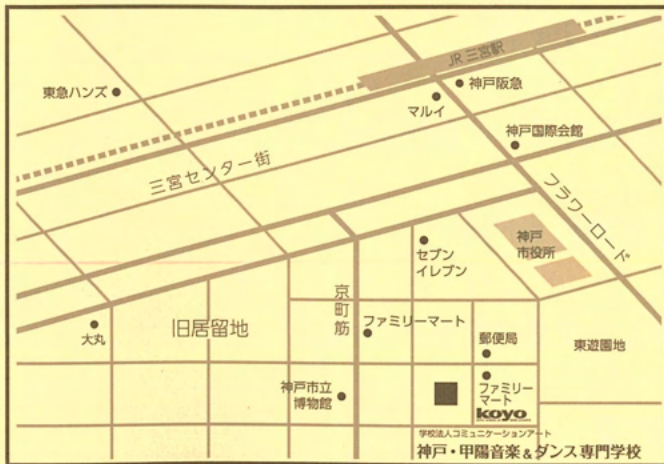 JR 三宮駅
東急ハンズ
神戸阪急
マルイ
神戸国際会館
三宮センター街
フラワーロード
神戸
市役所
セブン
イレブン
京町筋
ファミリーマート
旧居留地
大丸
郵便局
東遊園地
神戸市立
博物館
ファミリー
マート
koyo
学校法人コミュニケーションアート
神戸・甲陽音楽&ダンス専門学校